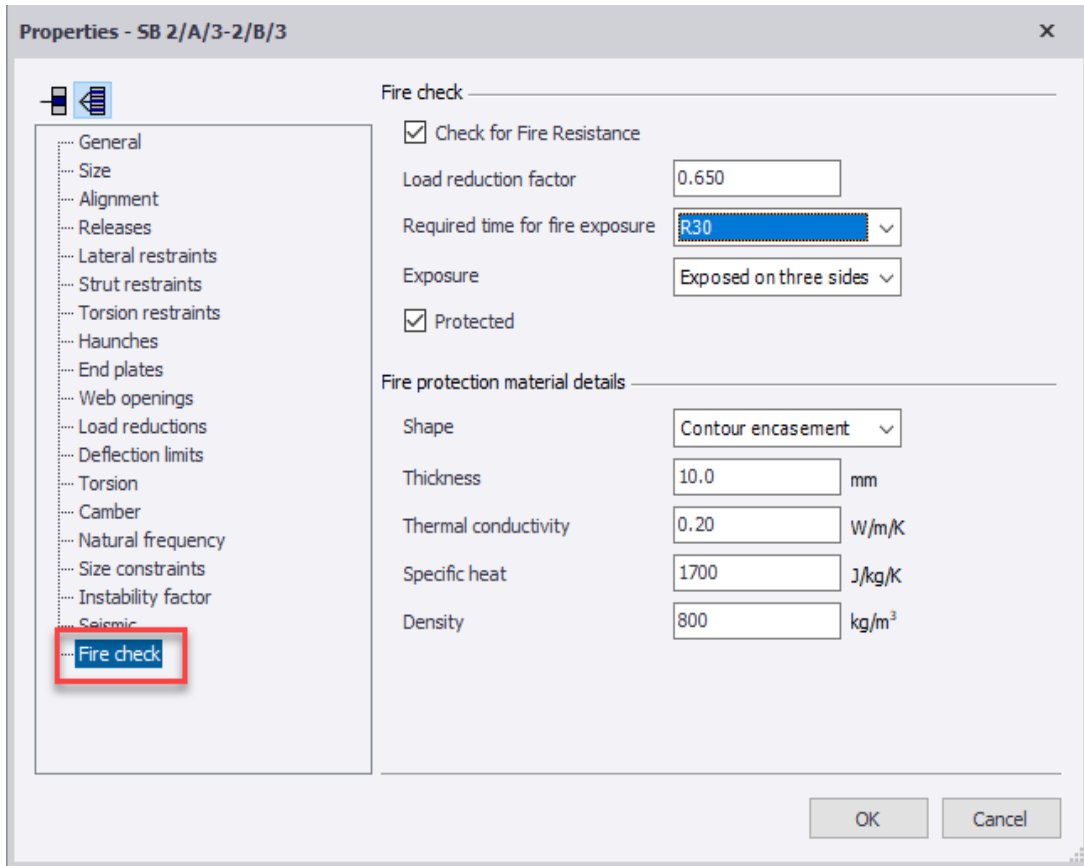 Properties - SB 2/A/3-2/B/3
General
Size
Alignment
Releases
Lateral restraints
Strut restraints
Torsion restraints
Haunches
End plates
Web openings
Load reductions
Deflection limits
Torsion
Camber
Natural frequency
Size constraints
Instability factor
Seismic
Fire check
Fire check
Check for Fire Resistance
Load reduction factor 0.650
Required time for fire exposure R30
Exposure Exposed on three sides
Protected
Fire protection material details
Shape Contour encasement
Thickness 10.0 mm
Thermal conductivity 0.20 W/m/K
Specific heat 1700 J/kg/K
Density 800 kg/m³
OK Cancel